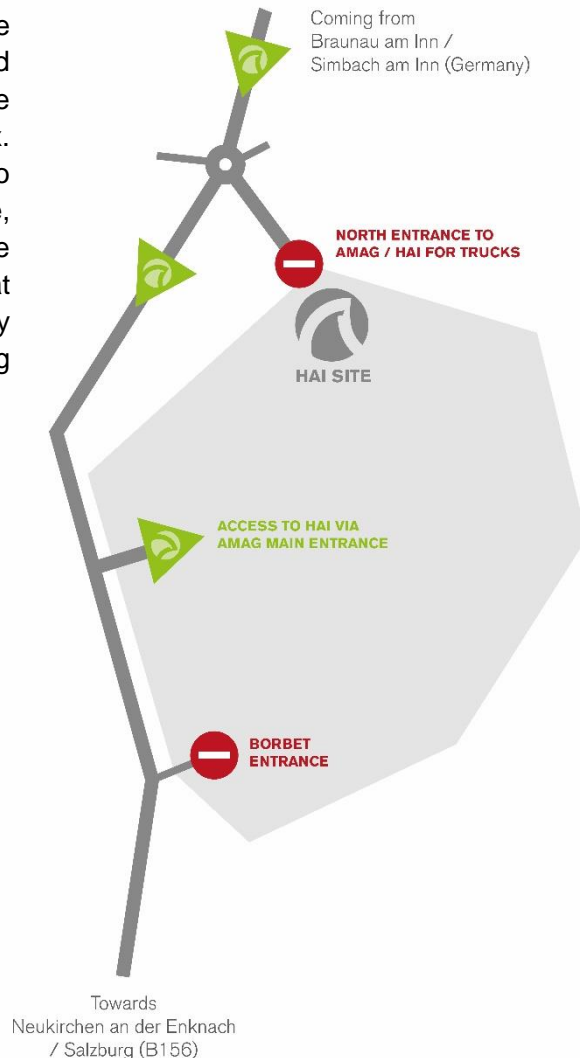 Coming from
Braunau am Inn /
Simbach am Inn (Germany)
NORTH ENTRANCE TO
AMAG / HAI FOR TRUCKS
HAI SITE
ACCESS TO HAI VIA
AMAG MAIN ENTRANCE
BORBET
ENTRANCE
Towards
Neukirchen an der Enknach
/ Salzburg (B156)